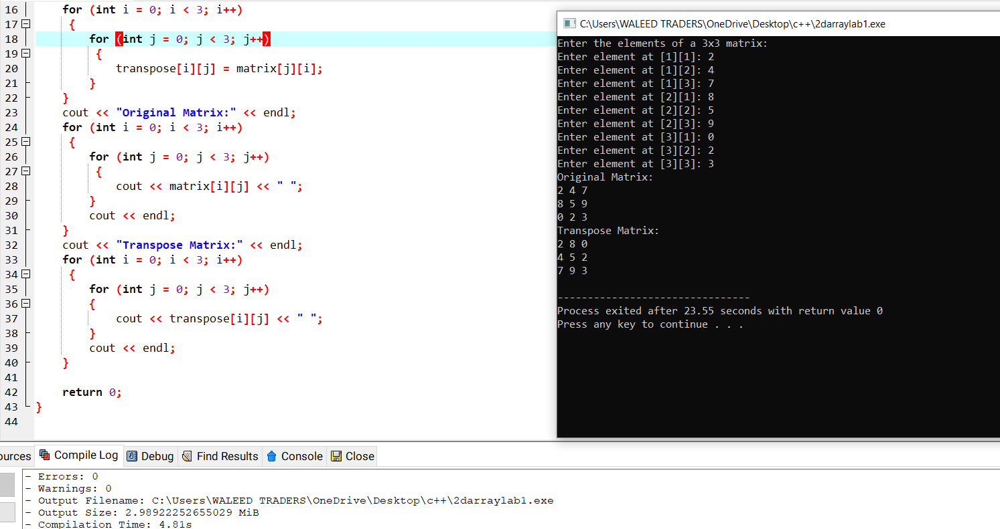 16 for (int i = 0; i < 3; i++)
17 {
18 for (int j = 0; j < 3; j++)
19 {
20 transpose[i][j] = matrix[j][i];
21 }
22 }
23 cout << "Original Matrix:" << endl;
24 for (int i = 0; i < 3; i++)
25 {
26 for (int j = 0; j < 3; j++)
27 {
28 cout << matrix[i][j] << " ";
29 }
30 cout << endl;
31 }
32 cout << "Transpose Matrix:" << endl;
33 for (int i = 0; i < 3; i++)
34 {
35 for (int j = 0; j < 3; j++)
36 {
37 cout << transpose[i][j] << " ";
38 }
39 cout << endl;
40 }
41
42 return 0;
43 }
44
C:\Users\WALEED TRADERS\OneDrive\Desktop\c++\2darraylab1.exe
Enter the elements of a 3x3 matrix:
Enter element at [1][1]: 2
Enter element at [1][2]: 4
Enter element at [1][3]: 7
Enter element at [2][1]: 8
Enter element at [2][2]: 5
Enter element at [2][3]: 9
Enter element at [3][1]: 0
Enter element at [3][2]: 2
Enter element at [3][3]: 3
Original Matrix:
2 4 7
8 5 9
0 2 3
Transpose Matrix:
2 8 0
4 5 2
7 9 3
--------------------------------
Process exited after 23.55 seconds with return value 0
Press any key to continue . . .
ources Compile Log Debug Find Results Console Close
- Errors: 0
- Warnings: 0
- Output Filename: C:\Users\WALEED TRADERS\OneDrive\Desktop\c++\2darraylab1.exe
- Output Size: 2.98922252655029 MiB
- Compilation Time: 4.81s